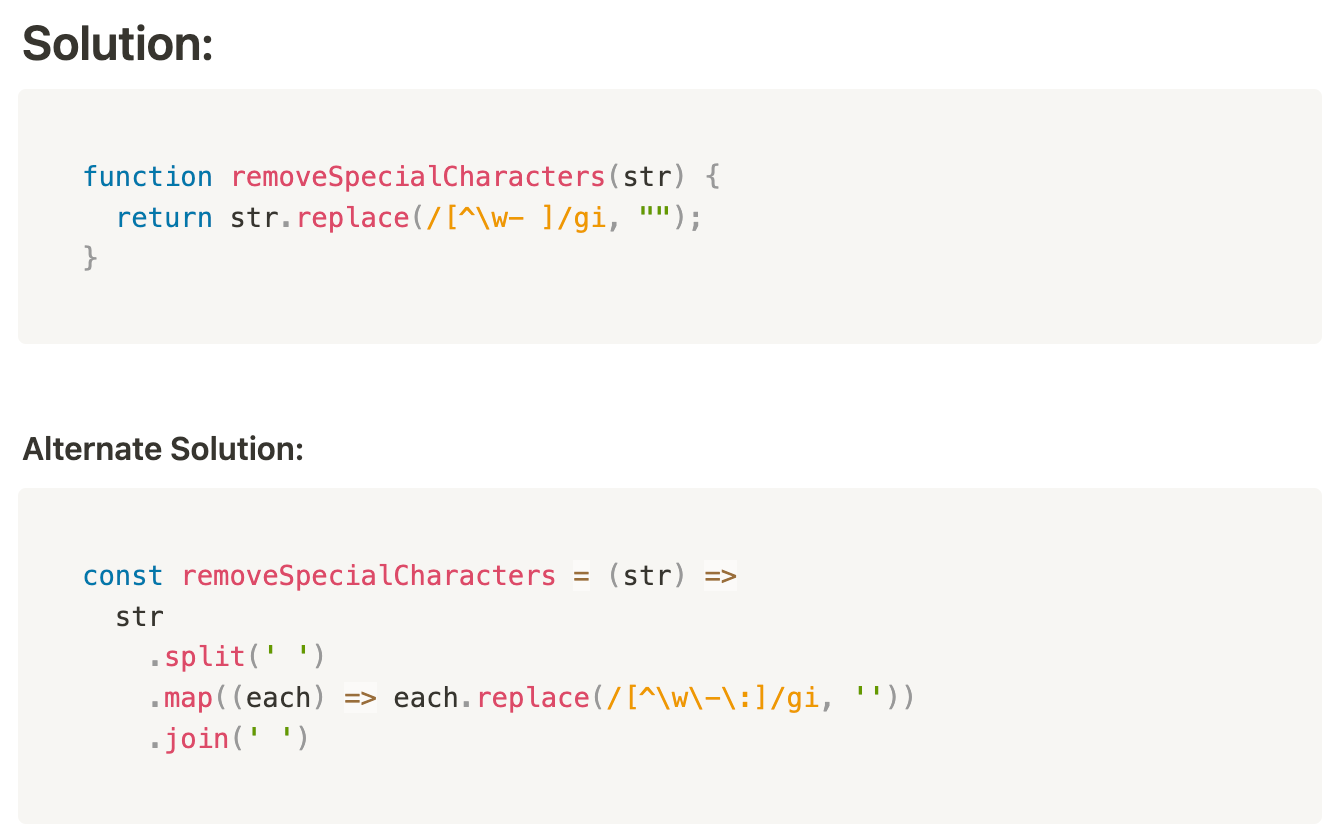 Solution:
function removeSpecialCharacters(str) {
  return str.replace(/[^\w- ]/gi, "");
}
Alternate Solution:
const removeSpecialCharacters = (str) =>
  str
    .split(' ')
    .map((each) => each.replace(/[^\w\-\:]/gi, ''))
    .join(' ')